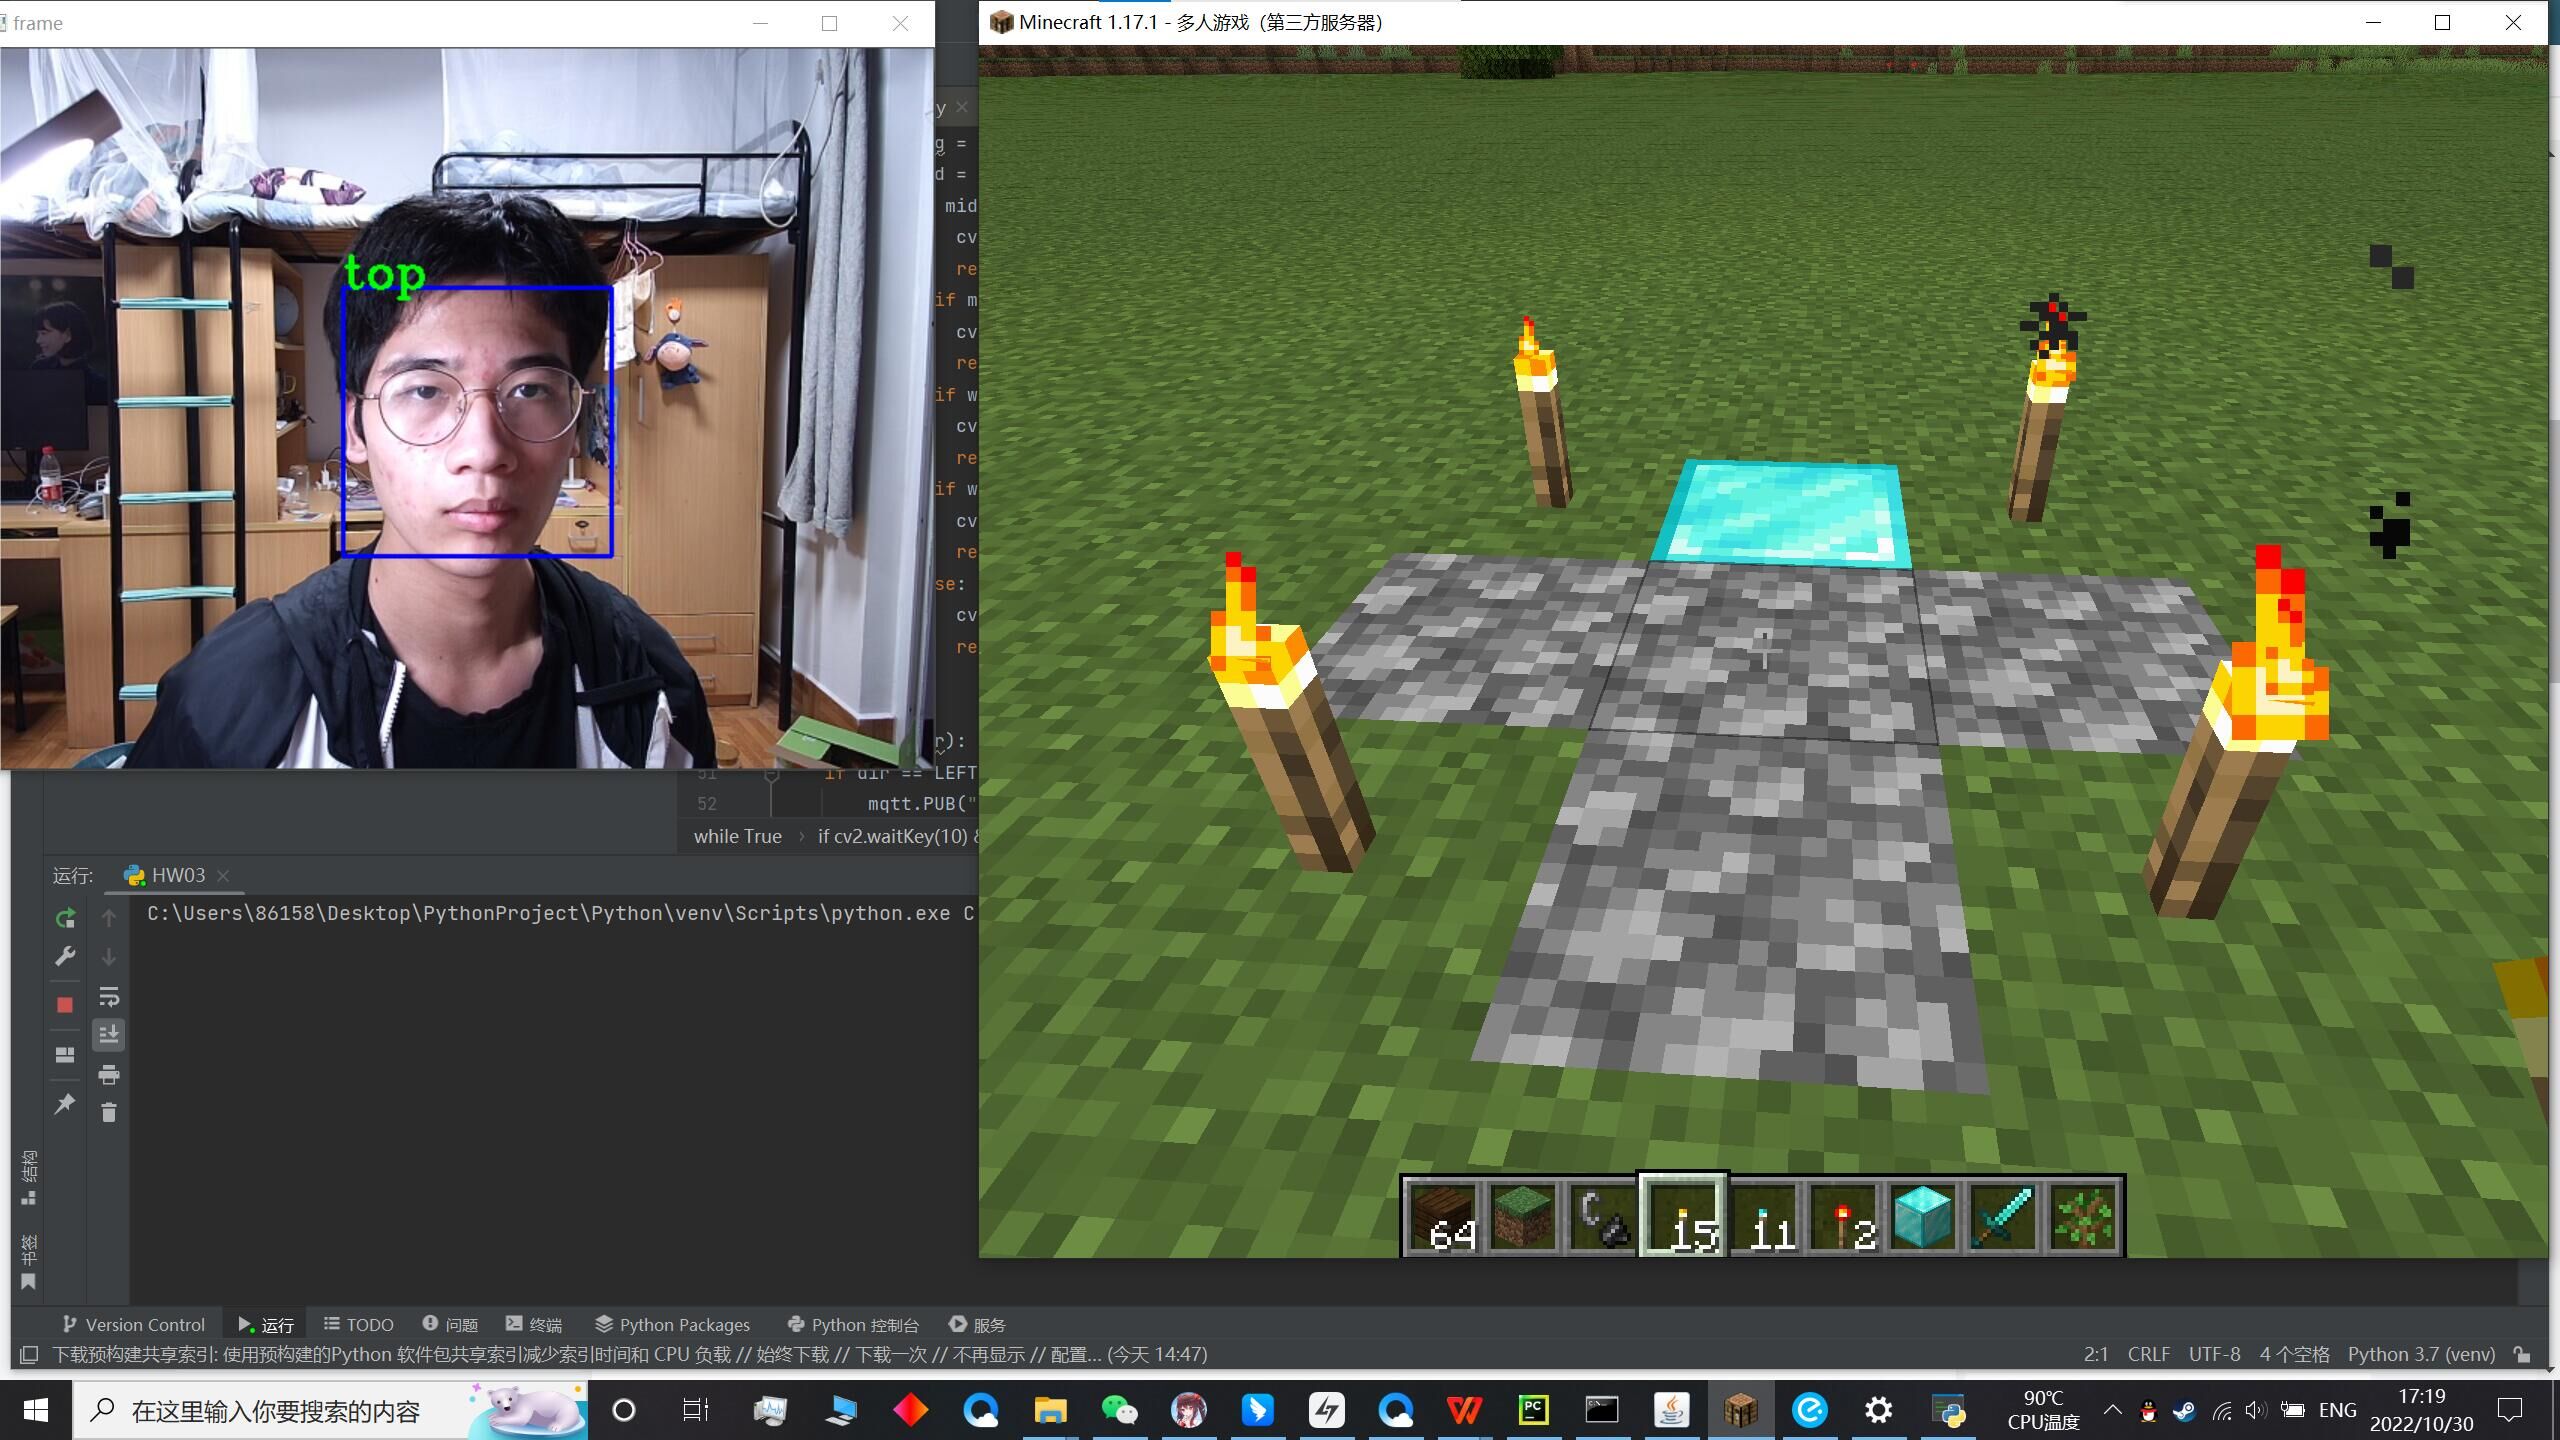 frame
Minecraft 1.17.1 - 多人游戏（第三方服务器）
top
y
g =
d =
mid
cv
re
if m
cv
re
if w
cv
re
if w
cv
re
se:
cv
re
r):
51 if dir == LEFT
52 mqtt.PUB("
while True › if cv2.waitKey(10) &
运行: HW03
C:\Users\86158\Desktop\PythonProject\Python\venv\Scripts\python.exe C
结构
书签
64 15 11 2
Version Control 运行 TODO 问题 终端 Python Packages Python 控制台 服务
下载预构建共享索引: 使用预构建的Python 软件包共享索引减少索引时间和 CPU 负载 // 始终下载 // 下载一次 // 不再显示 // 配置... (今天 14:47) 2:1 CRLF UTF-8 4 个空格 Python 3.7 (venv)
在这里输入你要搜索的内容
PC
90℃
CPU温度
ENG
17:19
2022/10/30